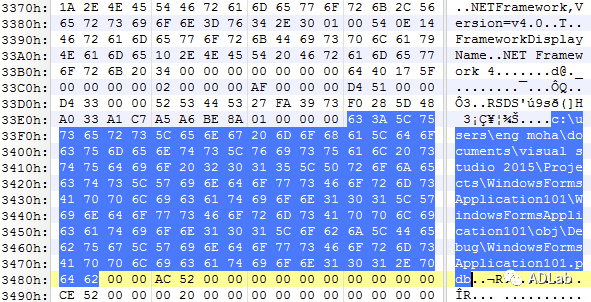 3370h: 1A 2E 4E 45 54 46 72 61 6D 65 77 6F 72 6B 2C 56 ..NETFramework,V
3380h: 65 72 73 69 6F 6E 3D 76 34 2E 30 01 00 54 0E 14 ersion=v4.0..T..
3390h: 46 72 61 6D 65 77 6F 72 6B 44 69 73 70 6C 61 79 FrameworkDisplay
33A0h: 4E 61 6D 65 10 2E 4E 45 54 20 46 72 61 6D 65 77 Name..NET Framew
33B0h: 6F 72 6B 20 34 00 00 00 00 00 00 00 64 40 17 5F ork 4.......d@._
33C0h: 00 00 00 00 02 00 00 00 AF 00 00 00 D4 51 00 00 ........¯...ÔQ..
33D0h: D4 33 00 00 52 53 44 53 27 FA 39 73 F0 28 5D 48 Ô3..RSDS'ú9sð(]H
33E0h: A0 33 A1 C7 A5 A6 BE 8A 01 00 00 00 63 3A 5C 75  3¡Ç¥¦¾Š....c:\u
33F0h: 73 65 72 73 5C 65 6E 67 20 6D 6F 68 61 5C 64 6F sers\eng moha\do
3400h: 63 75 6D 65 6E 74 73 5C 76 69 73 75 61 6C 20 73 cuments\visual s
3410h: 74 75 64 69 6F 20 32 30 31 35 5C 50 72 6F 6A 65 tudio 2015\Proje
3420h: 63 74 73 5C 57 69 6E 64 6F 77 73 46 6F 72 6D 73 cts\WindowsForms
3430h: 41 70 70 6C 69 63 61 74 69 6F 6E 31 30 31 5C 57 Application101\W
3440h: 69 6E 64 6F 77 73 46 6F 72 6D 73 41 70 70 6C 69 indowsFormsAppli
3450h: 63 61 74 69 6F 6E 31 30 31 5C 6F 62 6A 5C 44 65 cation101\obj\De
3460h: 62 75 67 5C 57 69 6E 64 6F 77 73 46 6F 72 6D 73 bug\WindowsForms
3470h: 41 70 70 6C 69 63 61 74 69 6F 6E 31 30 31 2E 70 Application101.p
3480h: 64 62 00 00 AC 52 00 00 00 00 00 00 00 00 00 00 db..¬R
3490h: CE 52 00 00 00 20 00 00 00 00 00 00 00 00 00 00 ÎR... ..........
ADLab